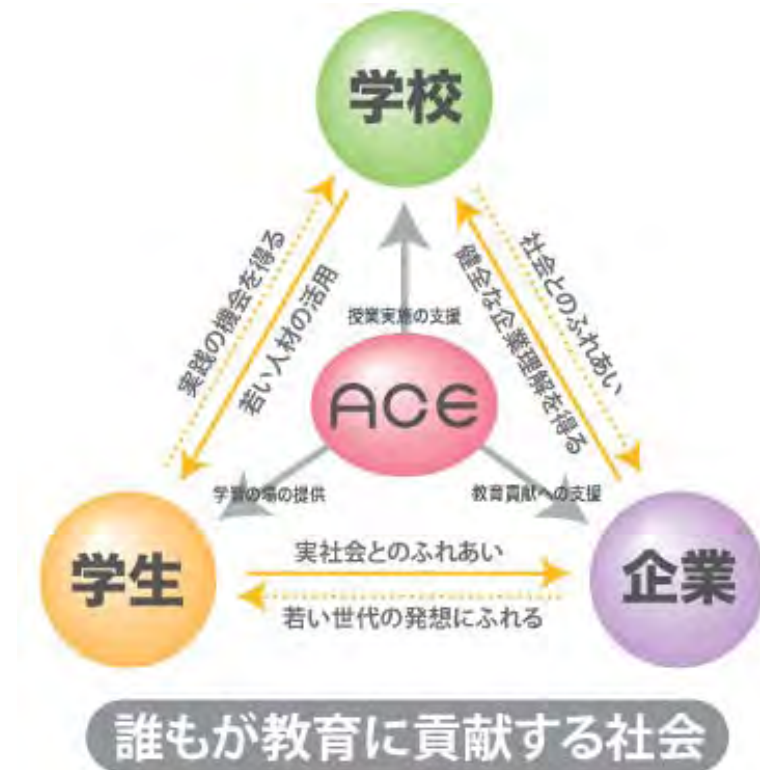 学校
実践の機会を得る
若い人材の活用
社会とのふれあい
健全な企業理解を得る
授業実施の支援
ACE
学習の場の提供
教育貢献への支援
学生
実社会とのふれあい
若い世代の発想にふれる
企業
誰もが教育に貢献する社会